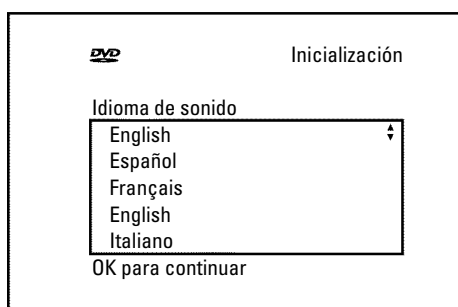 DVD Inicialización
Idioma de sonido
English
Español
Français
English
Italiano
OK para continuar